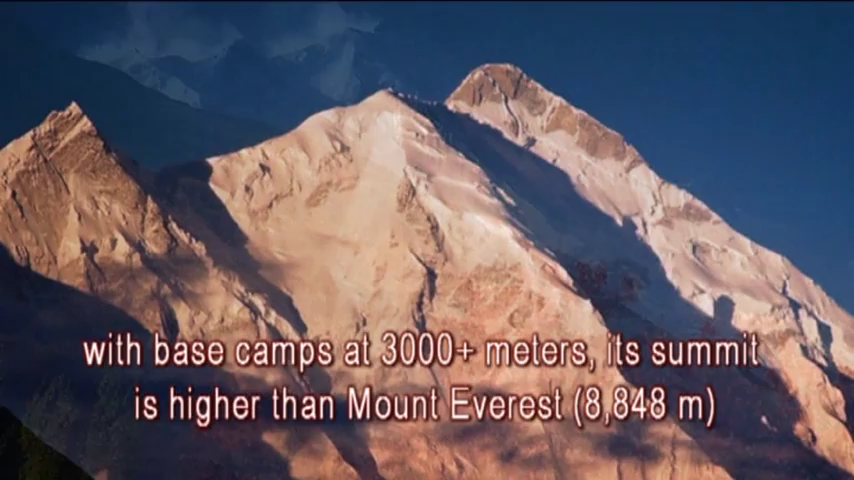 with base camps at 3000+ meters, its summit
is higher than Mount Everest (8,848 m)